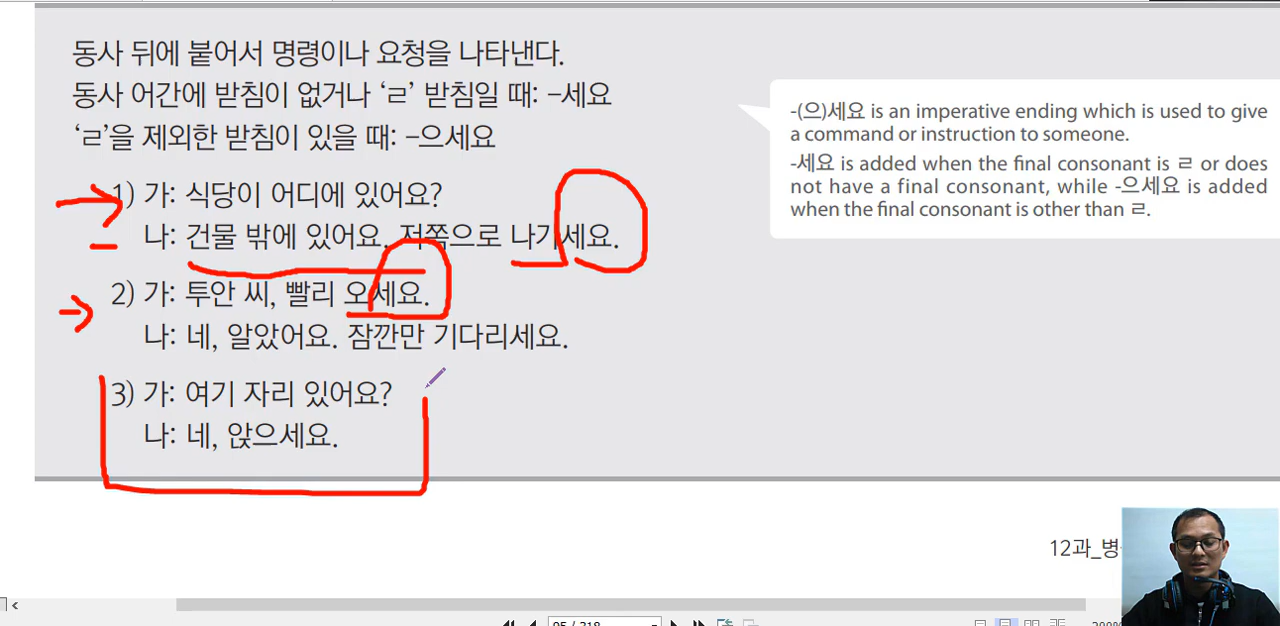 동사 뒤에 붙어서 명령이나 요청을 나타낸다.
동사 어간에 받침이 없거나 ‘ㄹ’ 받침일 때: –세요
‘ㄹ’을 제외한 받침이 있을 때: –으세요
1) 가: 식당이 어디에 있어요?
나: 건물 밖에 있어요. 저쪽으로 나가세요.
2) 가: 투안 씨, 빨리 오세요.
나: 네, 알았어요. 잠깐만 기다리세요.
3) 가: 여기 자리 있어요?
나: 네, 앉으세요.
-(으)세요 is an imperative ending which is used to give
a command or instruction to someone.
-세요 is added when the final consonant is ㄹ or does
not have a final consonant, while -으세요 is added
when the final consonant is other than ㄹ.
12과_병
95 / 218
200%